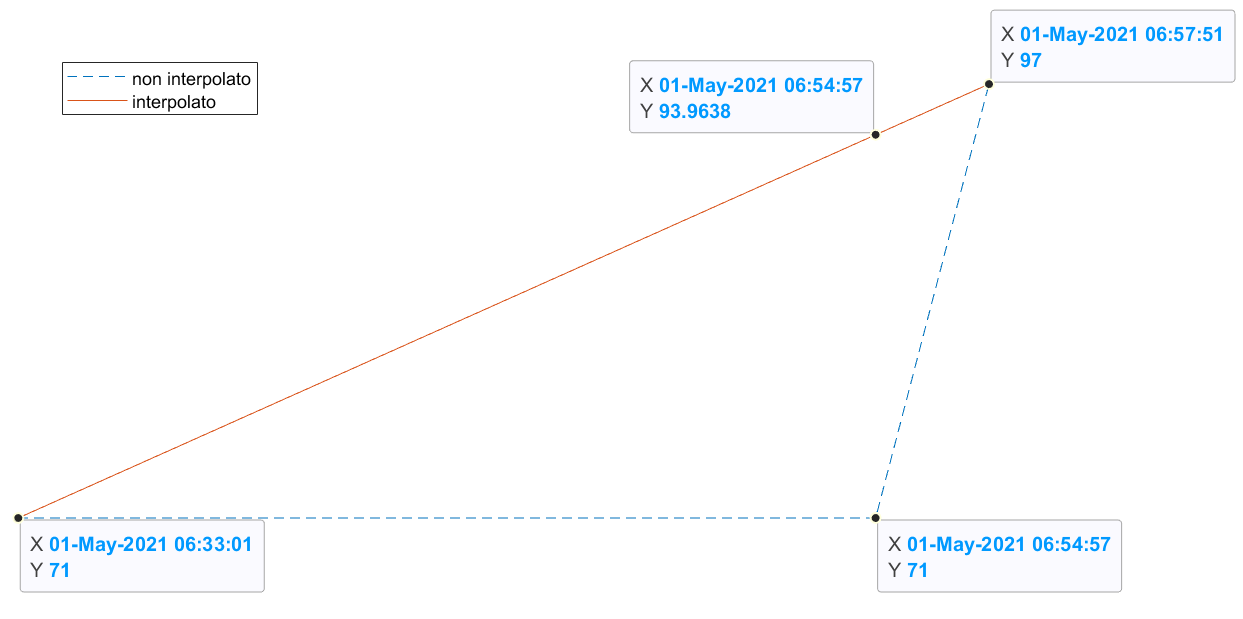 X 01-May-2021 06:57:51
Y 97
non interpolato
interpolato
X 01-May-2021 06:54:57
Y 93.9638
X 01-May-2021 06:33:01
Y 71
X 01-May-2021 06:54:57
Y 71